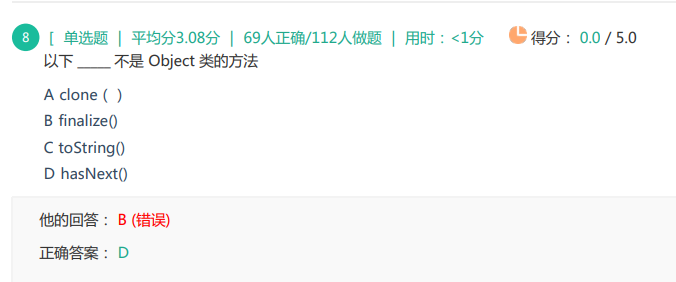 8 [ 单选题 | 平均分3.08分 | 69人正确/112人做题 | 用时：<1分 得分： 0.0 / 5.0
以下 _____ 不是 Object 类的方法
A clone ( )
B finalize()
C toString()
D hasNext()
他的回答： B (错误)
正确答案： D